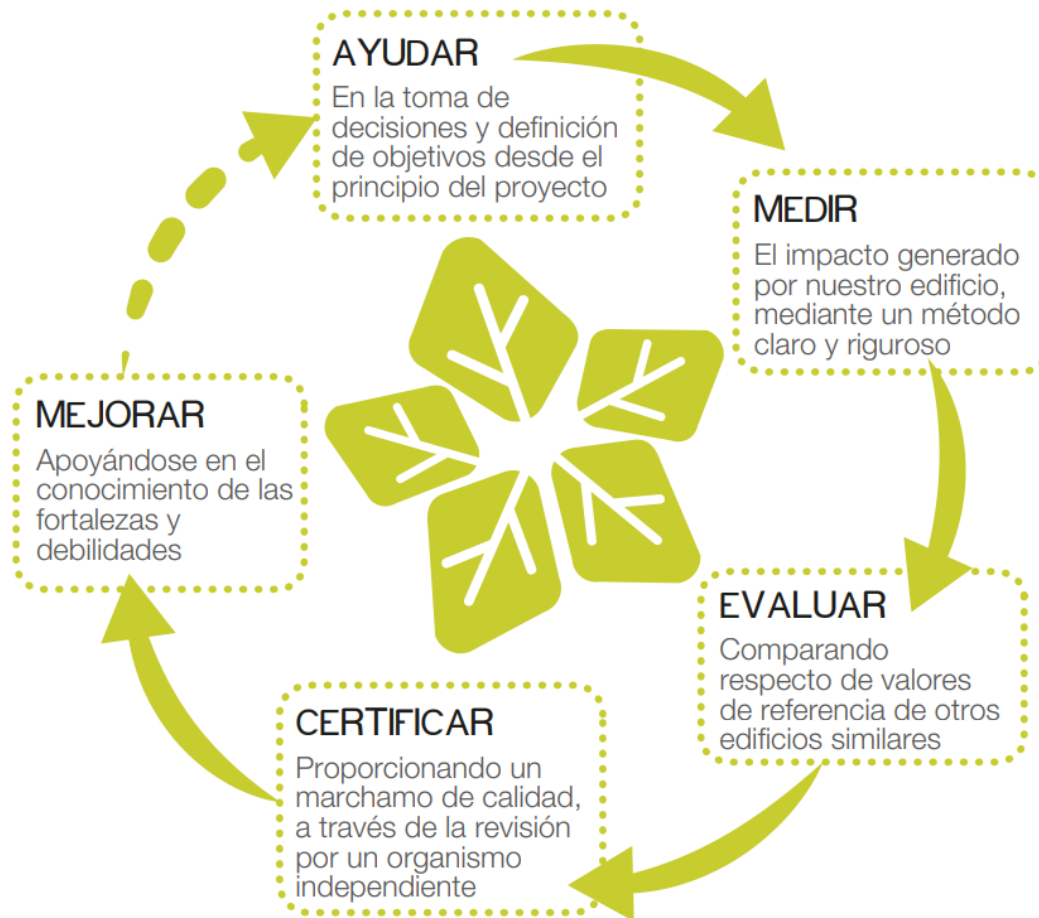 AYUDAR
En la toma de
decisiones y definición
de objetivos desde el
principio del proyecto
MEDIR
El impacto generado
por nuestro edificio,
mediante un método
claro y riguroso
EVALUAR
Comparando
respecto de valores
de referencia de otros
edificios similares
CERTIFICAR
Proporcionando un
marchamo de calidad,
a través de la revisión
por un organismo
independiente
MEJORAR
Apoyándose en el
conocimiento de las
fortalezas y
debilidades